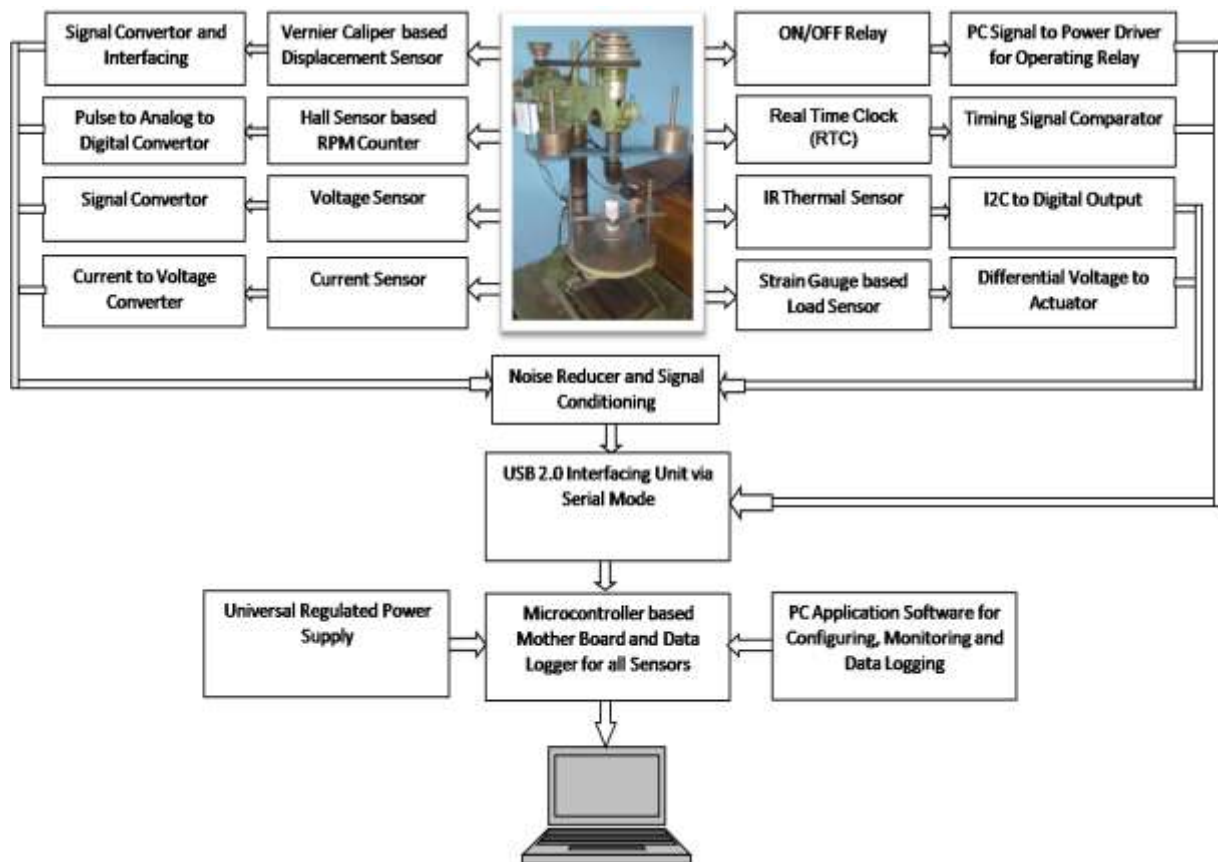 Signal Convertor and
Interfacing
Vernier Caliper based
Displacement Sensor
ON/OFF Relay
PC Signal to Power Driver
for Operating Relay
Pulse to Analog to
Digital Convertor
Hall Sensor based
RPM Counter
Real Time Clock
(RTC)
Timing Signal Comparator
Signal Convertor
Voltage Sensor
IR Thermal Sensor
I2C to Digital Output
Current to Voltage
Converter
Current Sensor
Strain Gauge based
Load Sensor
Differential Voltage to
Actuator
Noise Reducer and Signal
Conditioning
USB 2.0 Interfacing Unit via
Serial Mode
Universal Regulated Power
Supply
Microcontroller based
Mother Board and Data
Logger for all Sensors
PC Application Software for
Configuring, Monitoring and
Data Logging